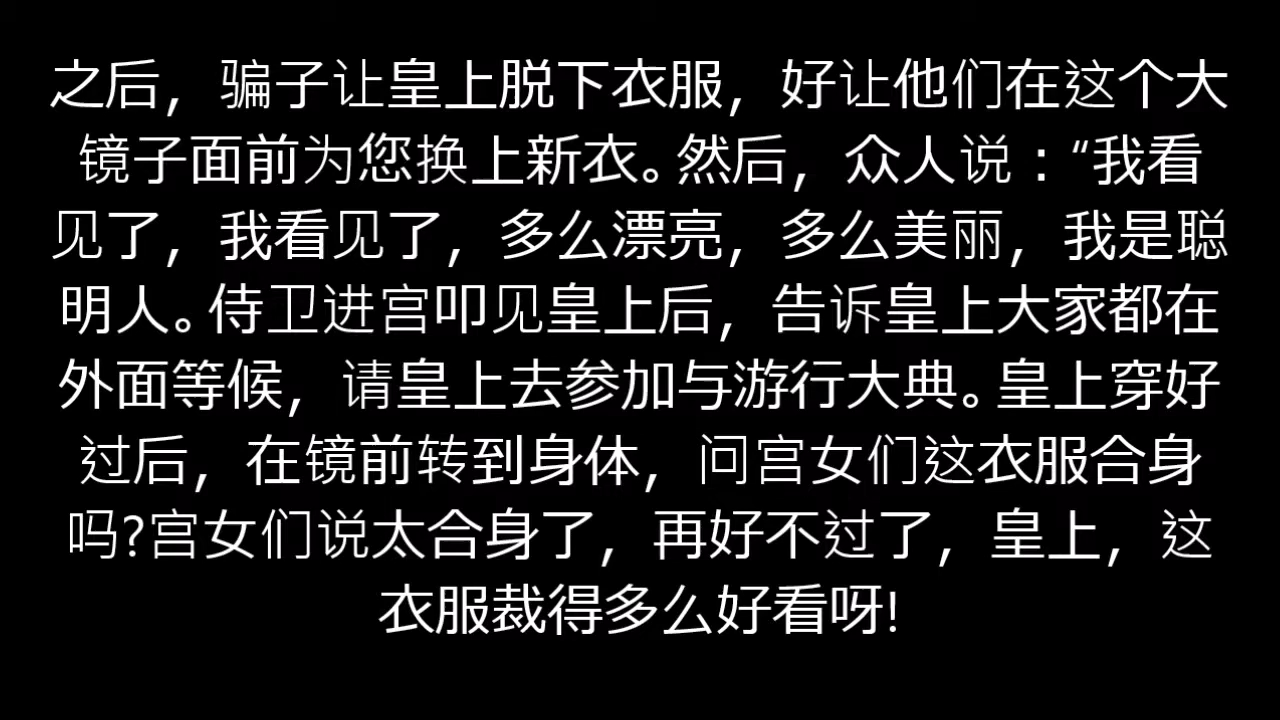 之后，骗子让皇上脱下衣服，好让他们在这个大
镜子面前为您换上新衣。然后，众人说：“我看
见了，我看见了，多么漂亮，多么美丽，我是聪
明人。侍卫进宫叩见皇上后，告诉皇上大家都在
外面等候，请皇上去参加与游行大典。皇上穿好
过后，在镜前转到身体，问宫女们这衣服合身
吗?宫女们说太合身了，再好不过了，皇上，这
衣服裁得多么好看呀!